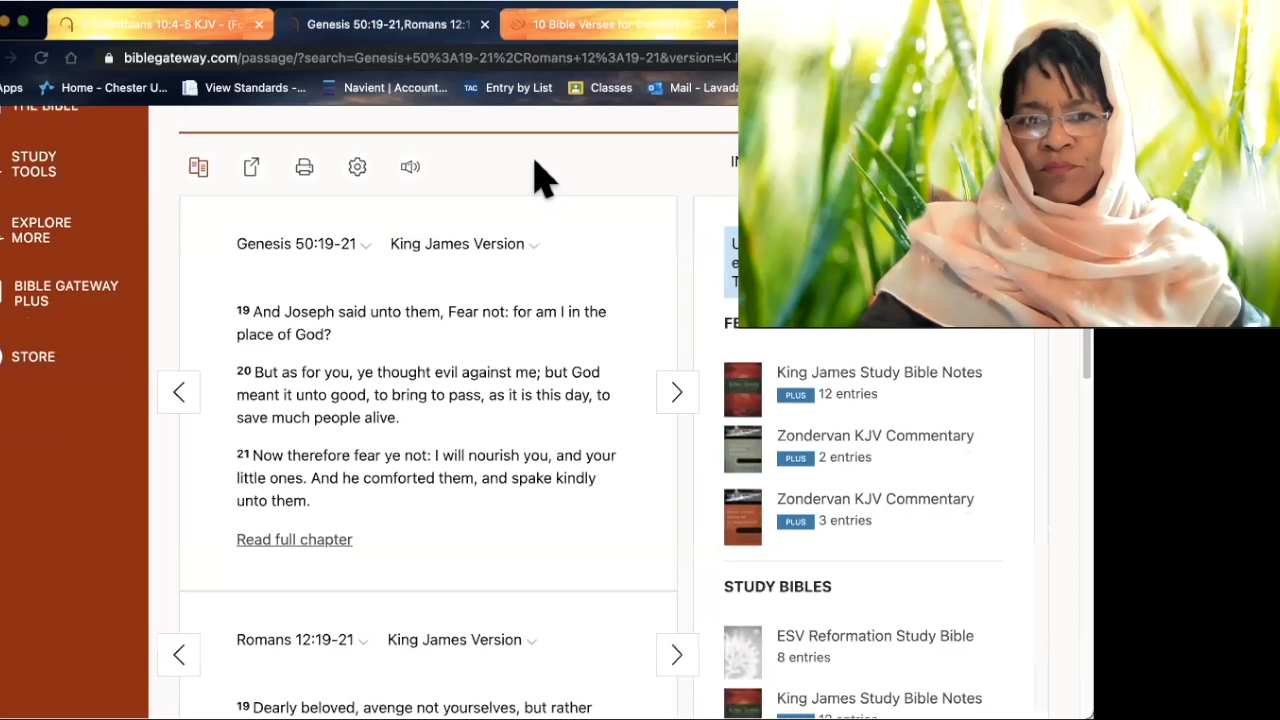 Corinthians 10:4-5 KJV - (Fo
Genesis 50:19-21,Romans 12:1
10 Bible Verses for
biblegateway.com/passage/?search=Genesis+50%3A19-21%2CRomans+12%3A19-21&version=KJ
Apps
Home - Chester U...
View Standards -...
Navient | Account...
TAC Entry by List
Classes
Mail - Lavada
THE BIBLE
STUDY
TOOLS
EXPLORE
MORE
BIBLE GATEWAY
PLUS
STORE
Genesis 50:19-21
King James Version
19 And Joseph said unto them, Fear not: for am I in the
place of God?
20 But as for you, ye thought evil against me; but God
meant it unto good, to bring to pass, as it is this day, to
save much people alive.
21 Now therefore fear ye not: I will nourish you, and your
little ones. And he comforted them, and spake kindly
unto them.
Read full chapter
Romans 12:19-21
King James Version
19 Dearly beloved, avenge not yourselves, but rather
King James Study Bible Notes
PLUS 12 entries
Zondervan KJV Commentary
PLUS 2 entries
Zondervan KJV Commentary
PLUS 3 entries
STUDY BIBLES
ESV Reformation Study Bible
8 entries
King James Study Bible Notes